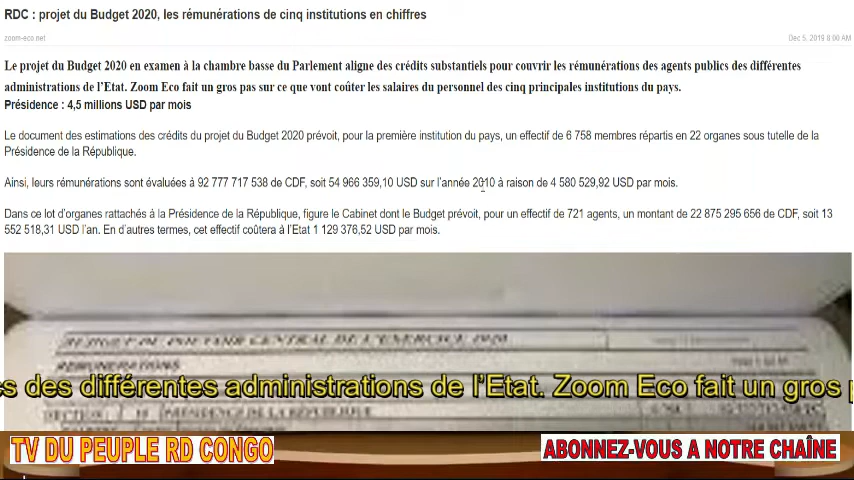 RDC : projet du Budget 2020, les rémunérations de cinq institutions en chiffres
zoom-eco.net
Dec 5, 2019 8:00 AM
Le projet du Budget 2020 en examen à la chambre basse du Parlement aligne des crédits substantiels pour couvrir les rémunérations des agents publics des différentes
administrations de l’Etat. Zoom Eco fait un gros pas sur ce que vont coûter les salaires du personnel des cinq principales institutions du pays.
Présidence : 4,5 millions USD par mois
Le document des estimations des crédits du projet du Budget 2020 prévoit, pour la première institution du pays, un effectif de 6 758 membres répartis en 22 organes sous tutelle de la
Présidence de la République.
Ainsi, leurs rémunérations sont évaluées à 92 777 717 538 de CDF, soit 54 966 359,10 USD sur l’année 2010 à raison de 4 580 529,92 USD par mois.
Dans ce lot d’organes rattachés à la Présidence de la République, figure le Cabinet dont le Budget prévoit, pour un effectif de 721 agents, un montant de 22 875 295 656 de CDF, soit 13
552 518,31 USD l’an. En d’autres termes, cet effectif coûtera à l’Etat 1 129 376,52 USD par mois.
BUDGET DU POUVOIR CENTRAL DE L'EXERCICE 2020
REMUNERATIONS
cs des différentes administrations de l’Etat. Zoom Eco fait un gros
SECTION PRESIDENCE DE LA REPUBLIQUE
TV DU PEUPLE RD CONGO
ABONNEZ-VOUS A NOTRE CHAÎNE